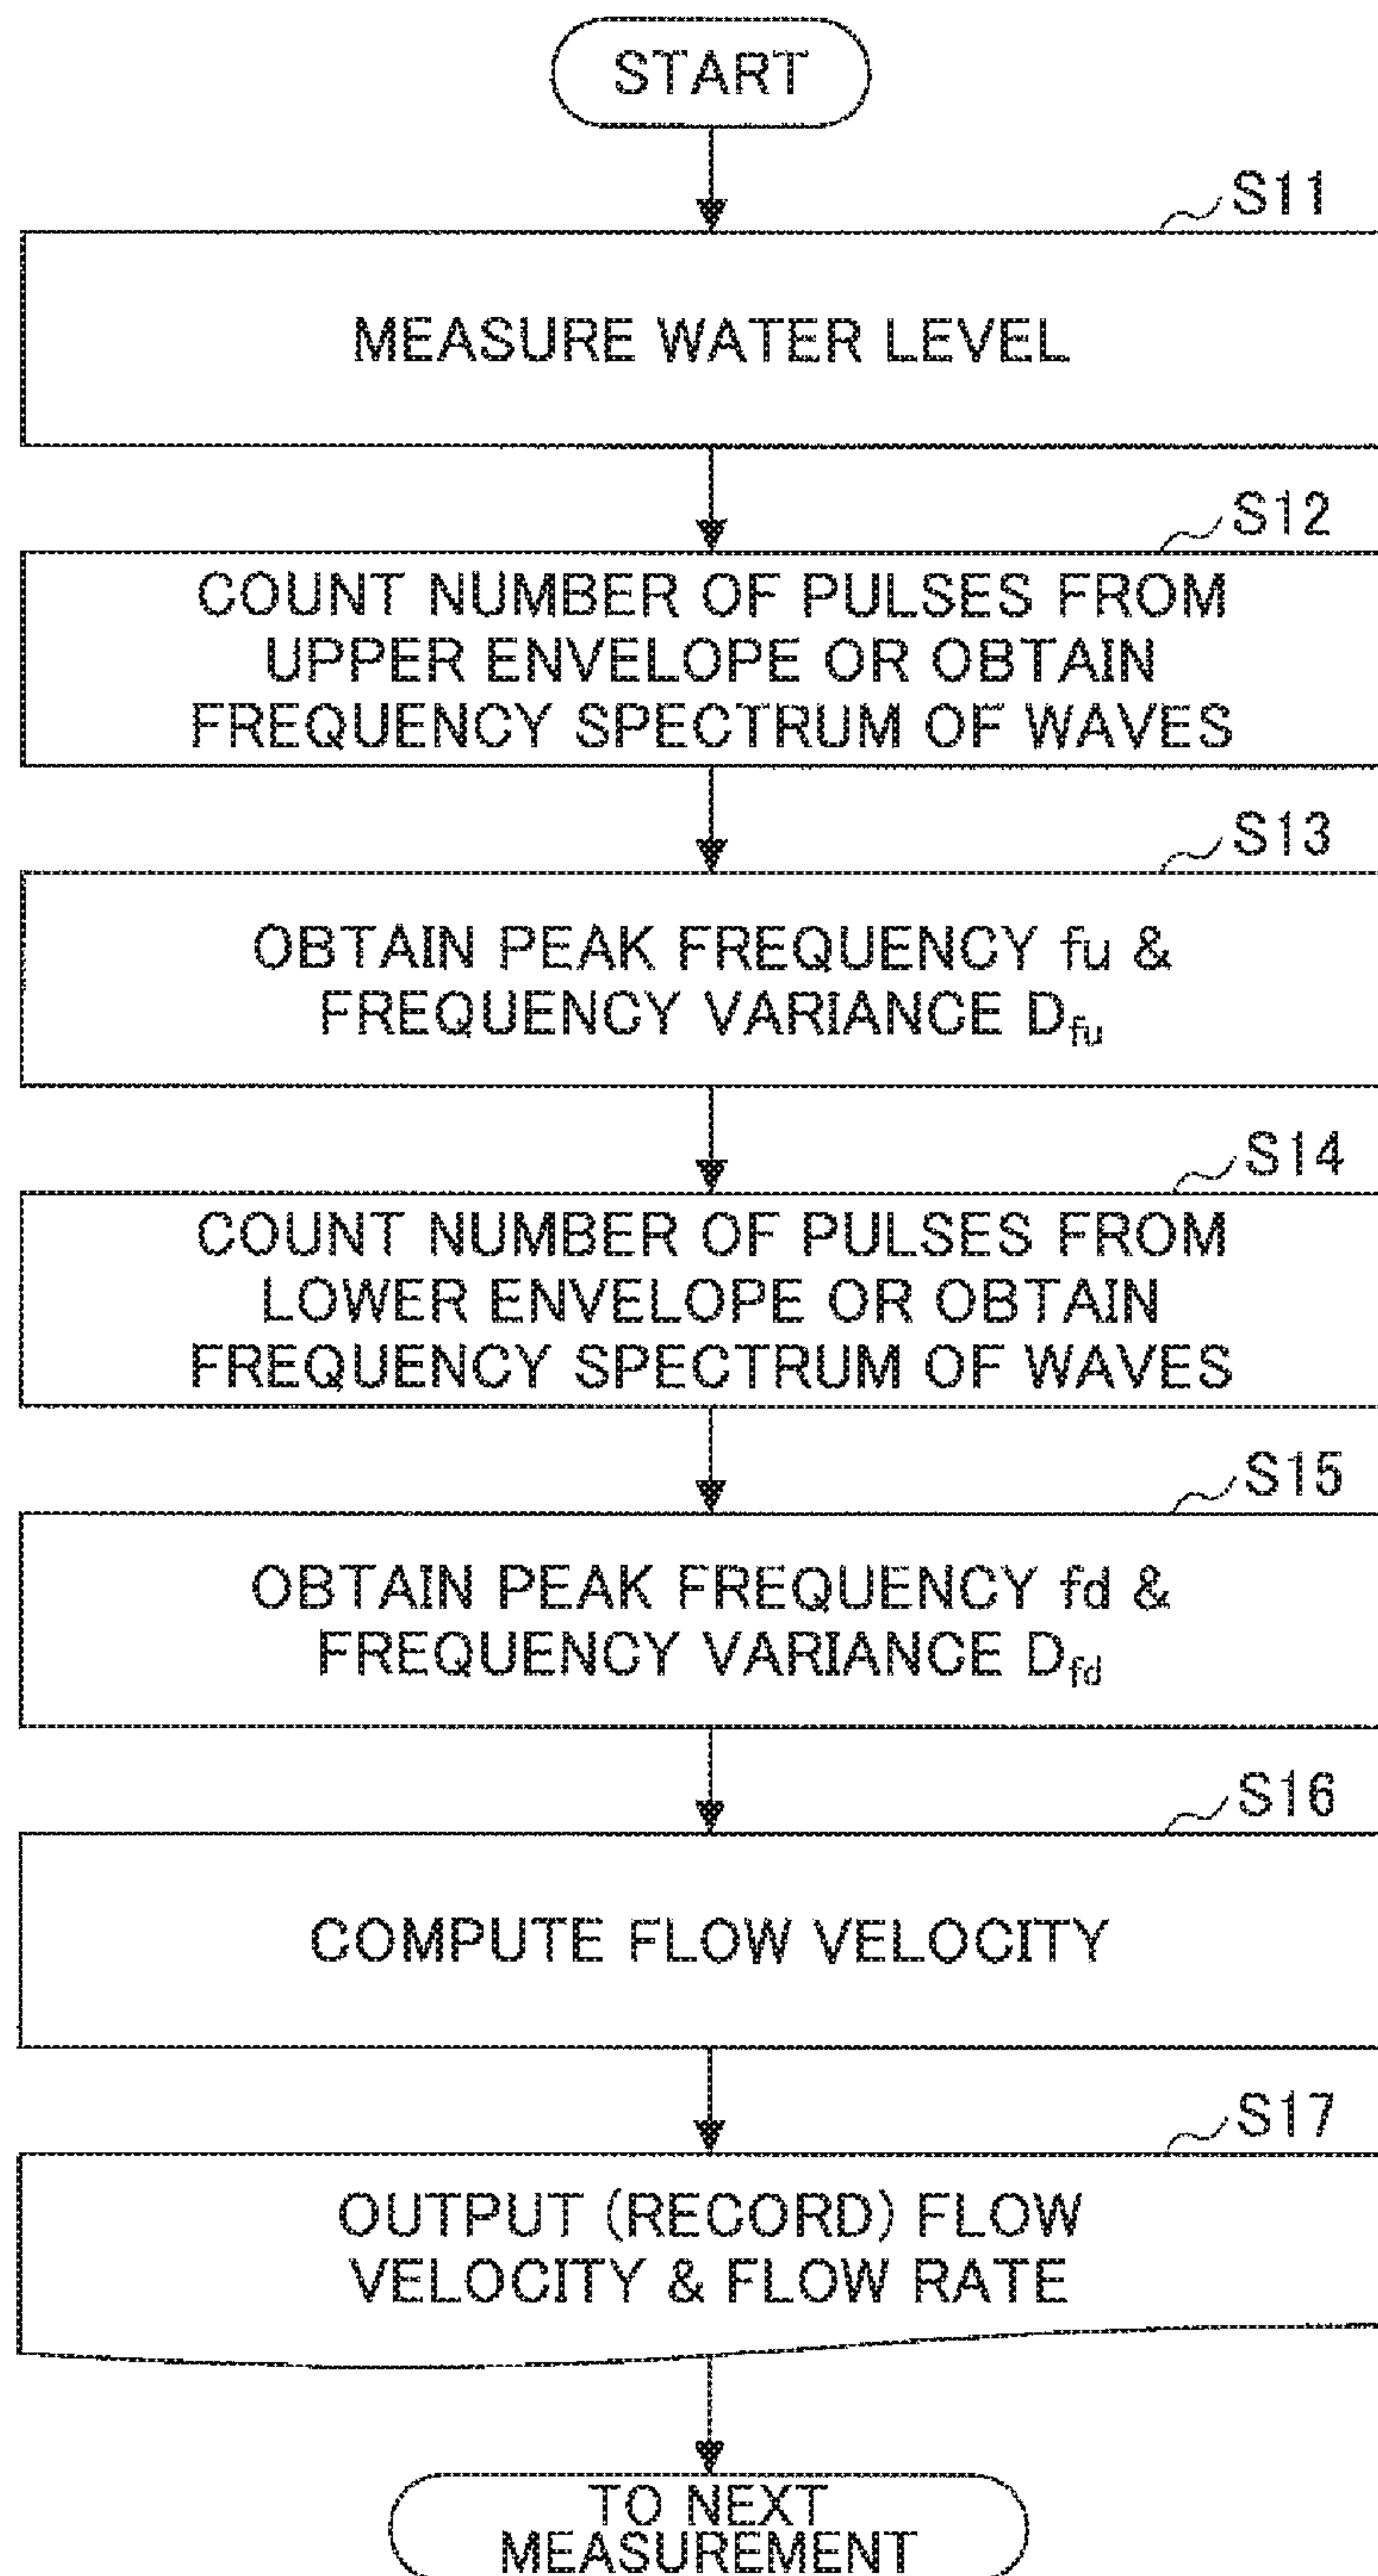 START
S11
MEASURE WATER LEVEL
S12
COUNT NUMBER OF PULSES FROM
UPPER ENVELOPE OR OBTAIN
FREQUENCY SPECTRUM OF WAVES
S13
OBTAIN PEAK FREQUENCY fu &
FREQUENCY VARIANCE Dfu
S14
COUNT NUMBER OF PULSES FROM
LOWER ENVELOPE OR OBTAIN
FREQUENCY SPECTRUM OF WAVES
S15
OBTAIN PEAK FREQUENCY fd &
FREQUENCY VARIANCE Dfd
S16
COMPUTE FLOW VELOCITY
S17
OUTPUT (RECORD) FLOW
VELOCITY & FLOW RATE
TO NEXT
MEASUREMENT